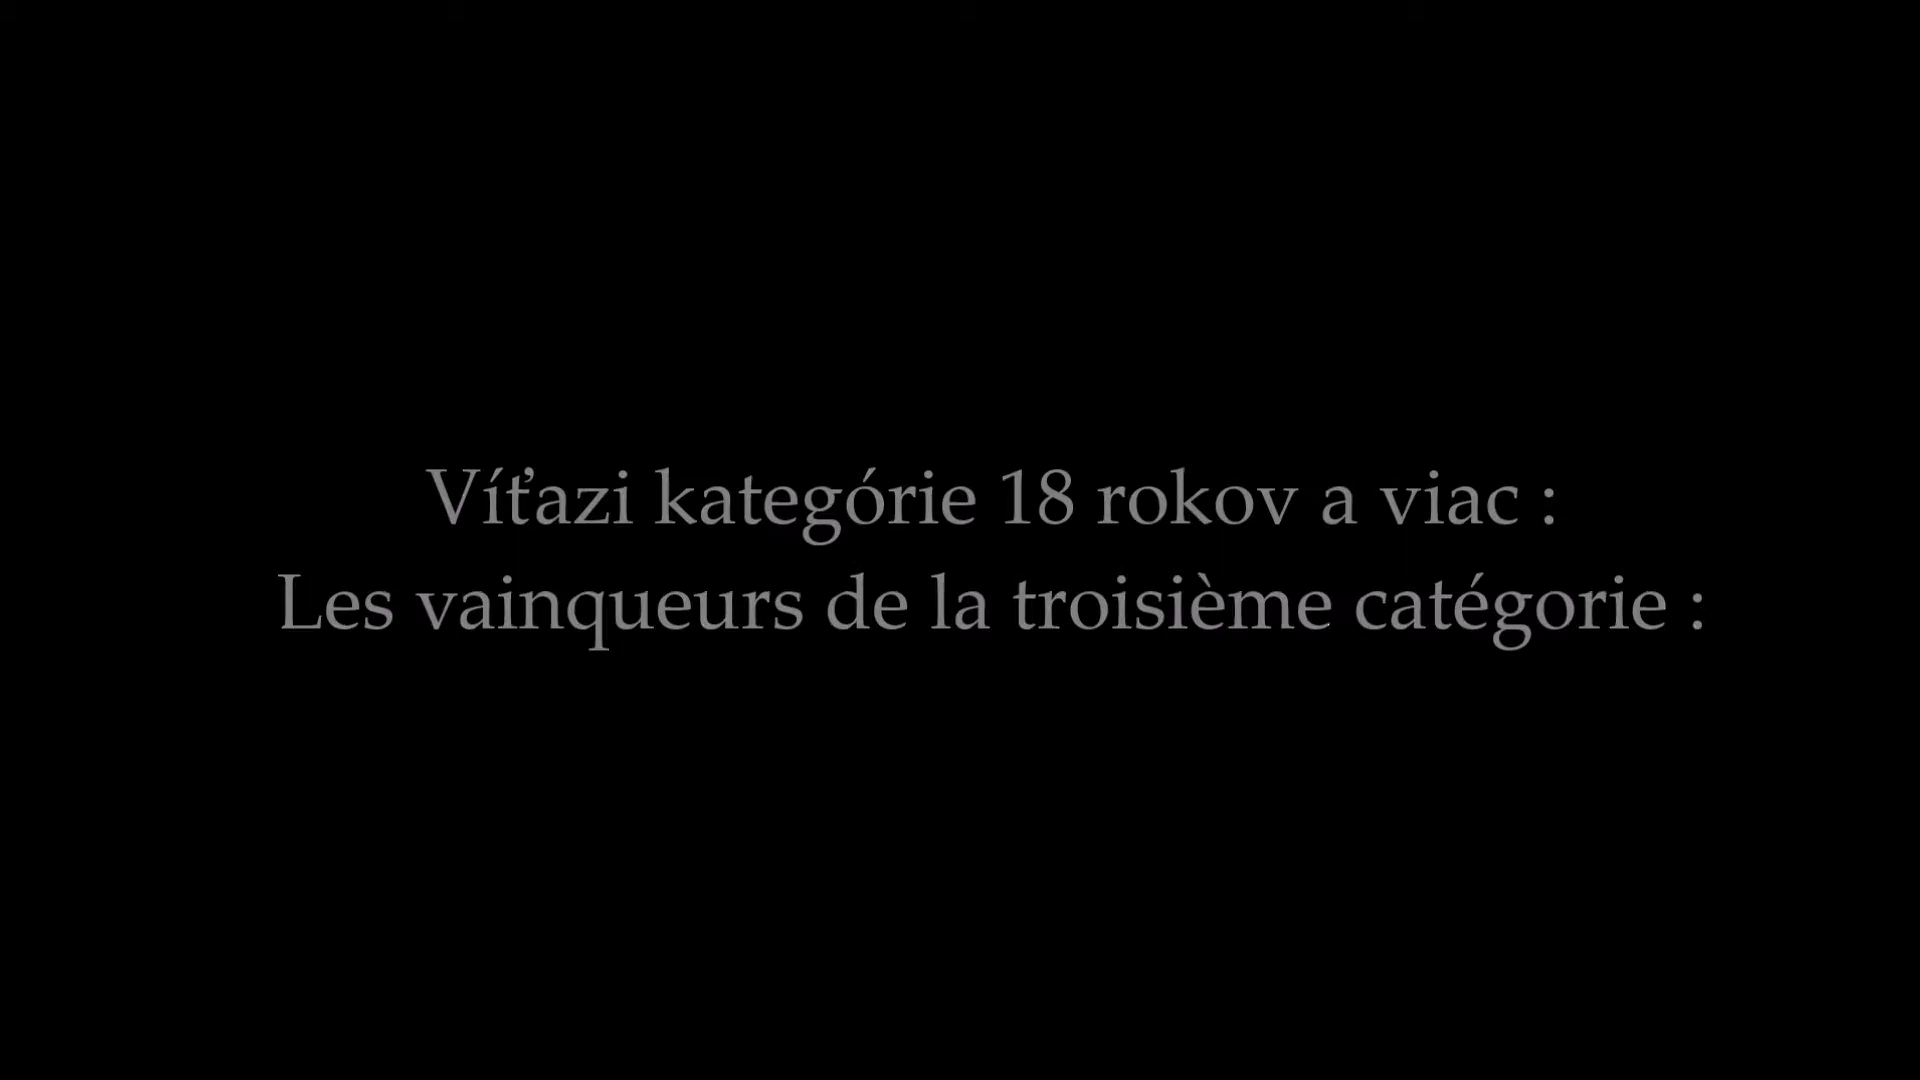 Víťazi kategórie 18 rokov a viac :
Les vainqueurs de la troisième catégorie :